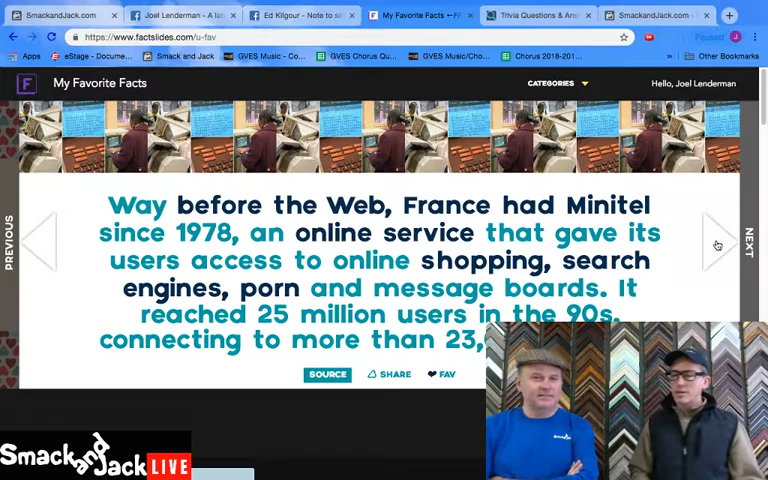 SmackandJack.com
Joel Lenderman - A la
Ed Kilgour - Note to se
My Favorite Facts ←FA
Trivia Questions & Ans
SmackandJack.com -
https://www.factslides.com/u-fav
Paused
Apps
eStage - Docume...
Smack and Jack
GVES Music - Co...
GVES Chorus Qu...
GVES Music/Cho...
Chorus 2018-201...
»
Other Bookmarks
F
My Favorite Facts
CATEGORIES
Hello, Joel Lenderman
PREVIOUS
Way before the Web, France had Minitel
since 1978, an online service that gave its
users access to online shopping, search
engines, porn and message boards. It
reached 25 million users in the 90s,
connecting to more than 23,
NEXT
SOURCE
SHARE
FAV
Smack and Jack LIVE